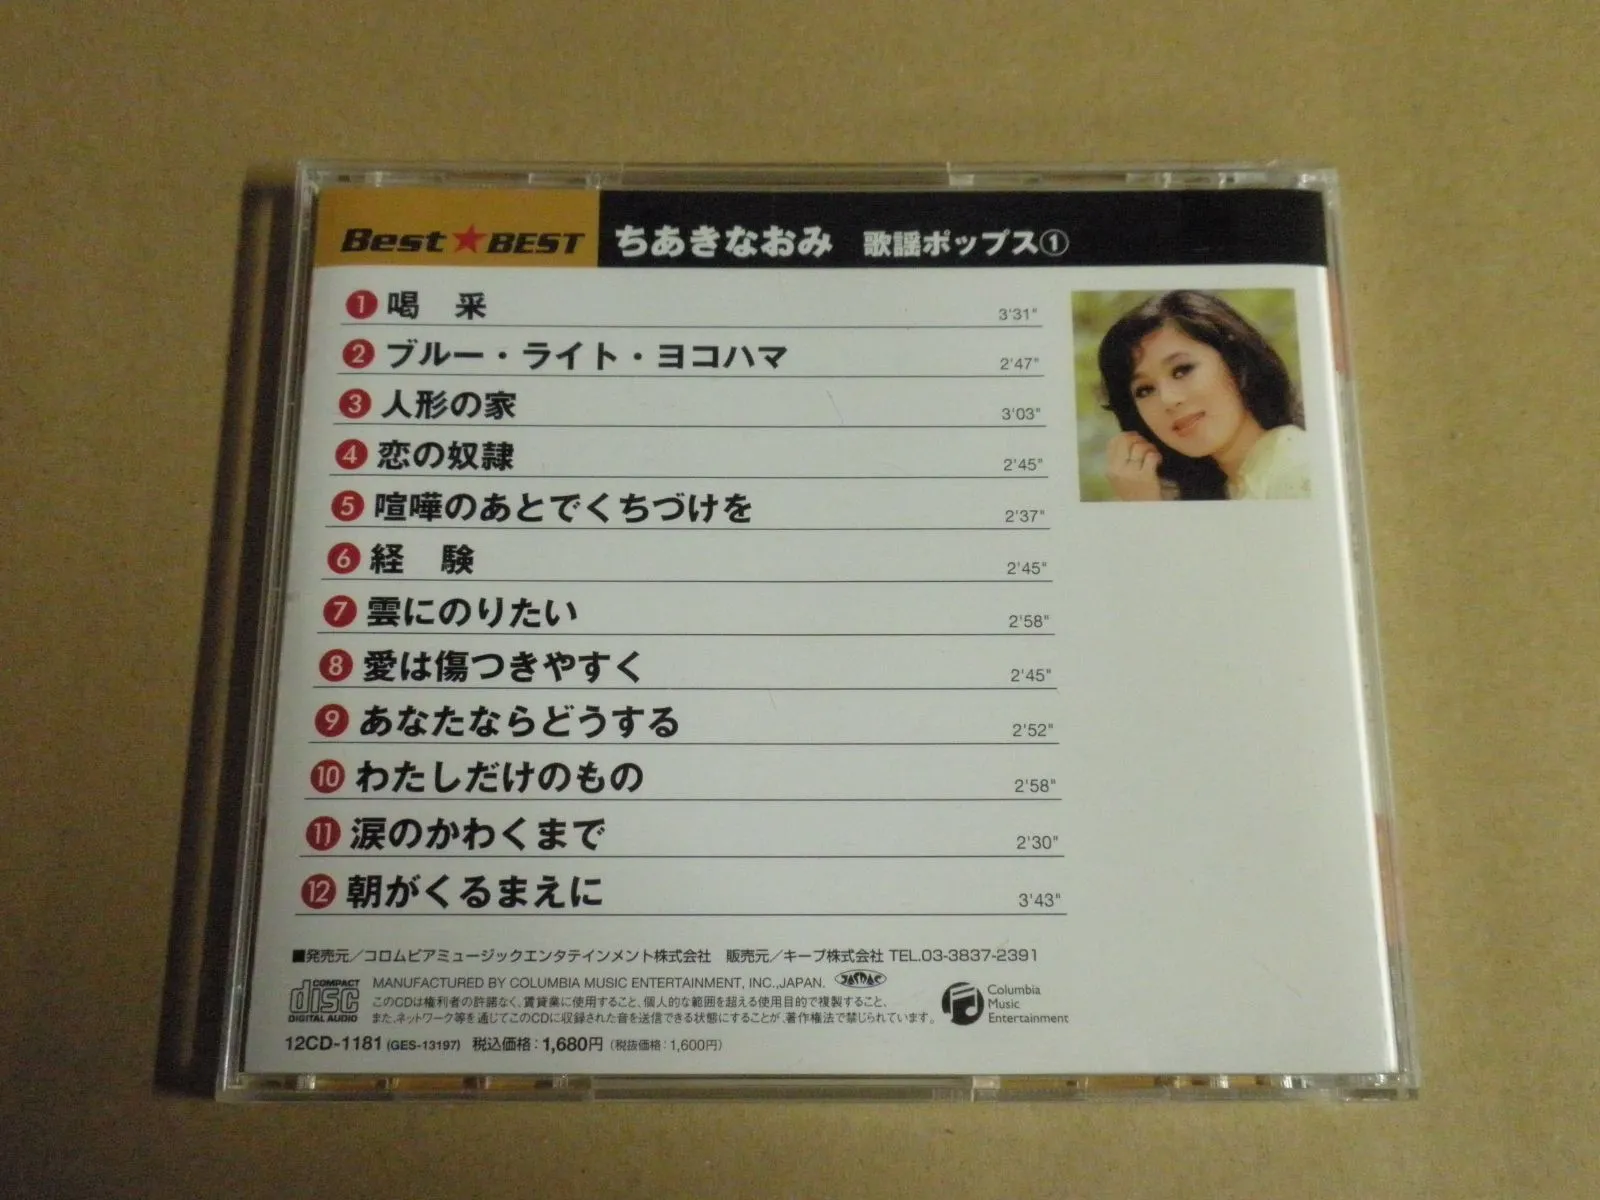 Best★BEST ちあきなおみ 歌謡ポップス①
1 喝 采 3'31"
2 ブルー・ライト・ヨコハマ 2'47"
3 人形の家 3'03"
4 恋の奴隷 2'45"
5 喧嘩のあとでくちづけを 2'37"
6 経 験 2'45"
7 雲にのりたい 2'58"
8 愛は傷つきやすく 2'45"
9 あなたならどうする 2'52"
10 わたしだけのもの 2'58"
11 涙のかわくまで 2'30"
12 朝がくるまえに 3'43"
■発売元／コロムビアミュージックエンタテインメント株式会社 販売元／キープ株式会社 TEL.03-3837-2391
COMPACT disc DIGITAL AUDIO
MANUFACTURED BY COLUMBIA MUSIC ENTERTAINMENT, INC.,JAPAN. JASRAC
このCDは権利者の許諾なく、賃貸業に使用すること、個人的な範囲を超える使用目的で複製すること、
また、ネットワーク等を通じてこのCDに収録された音を送信できる状態にすることが、著作権法で禁じられています。
Columbia
Music
Entertainment
12CD-1181 (GES-13197) 税込価格：1,680円 （税抜価格：1,600円）